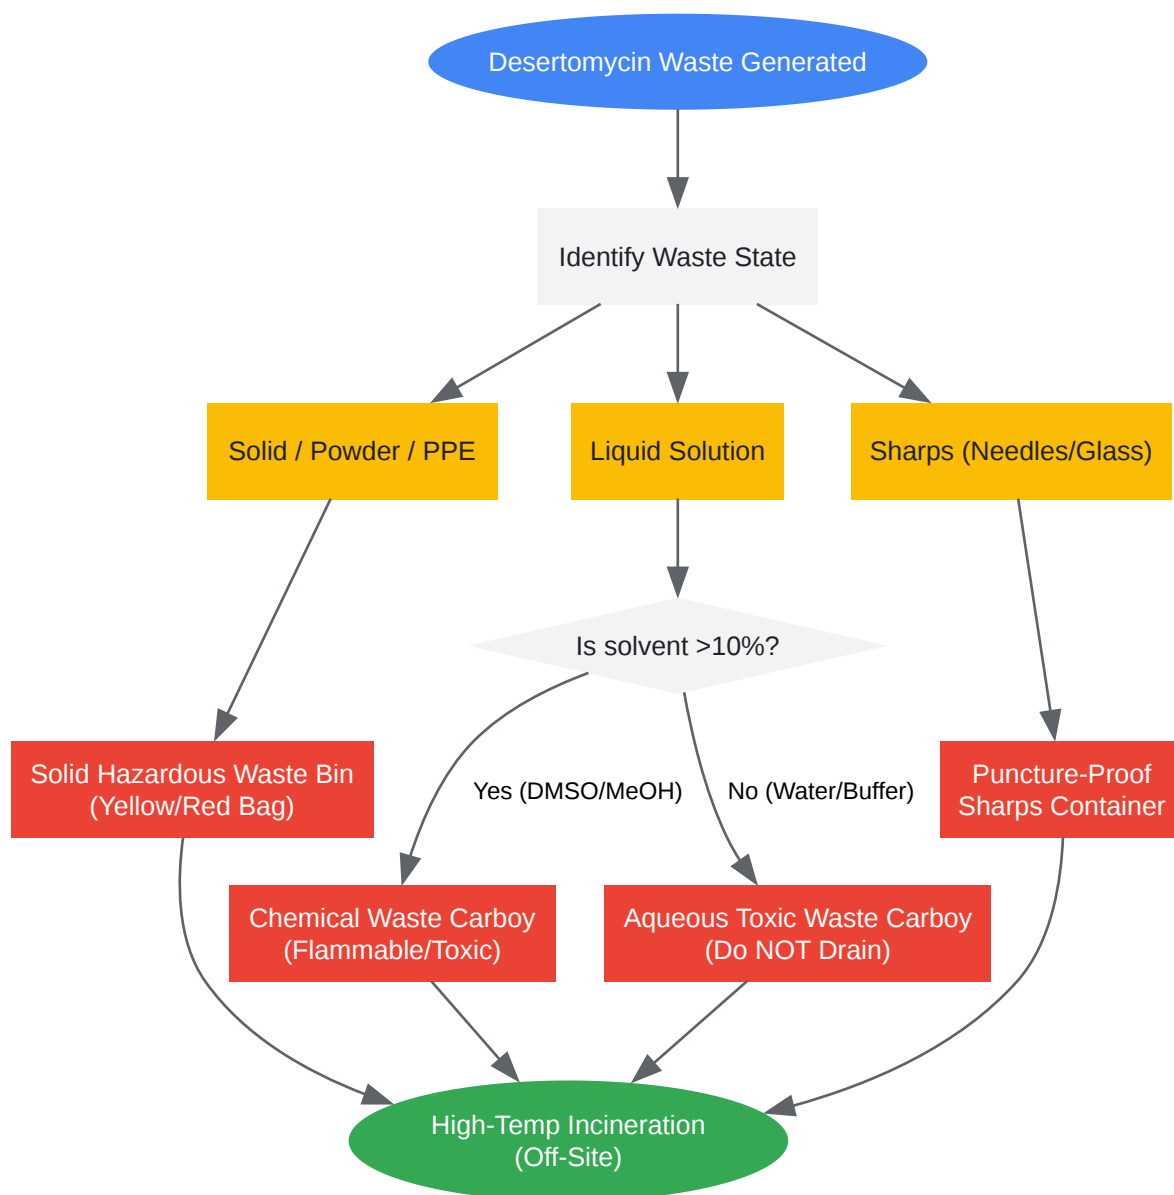 Desertomycin Waste Generated
Identify Waste State
Solid / Powder / PPE
Liquid Solution
Sharps (Needles/Glass)
Is solvent >10%?
Solid Hazardous Waste Bin
(Yellow/Red Bag)
Yes (DMSO/MeOH)
No (Water/Buffer)
Puncture-Proof
Sharps Container
Chemical Waste Carboy
(Flammable/Toxic)
Aqueous Toxic Waste Carboy
(Do NOT Drain)
High-Temp Incineration
(Off-Site)